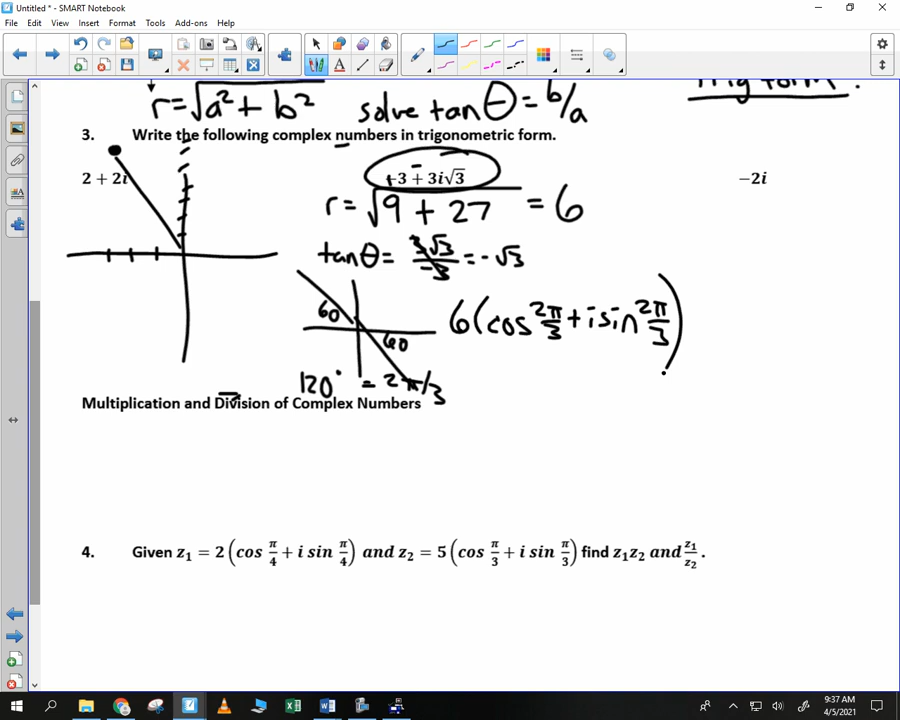 Untitled * - SMART Notebook
File Edit View Insert Format Tools Add-ons Help
r = √a² + b² solve tan θ = b/a Trig form.
3. Write the following complex numbers in trigonometric form.
2 + 2i +3 + 3i√3 −2i
r = √9 + 27 = 6
tan θ = 3√3/−3 = −√3
60
60
6(cos 2π/3 + i sin 2π/3)
120° = 2π/3
Multiplication and Division of Complex Numbers
4. Given z₁ = 2 (cos π/4 + i sin π/4) and z₂ = 5 (cos π/3 + i sin π/3) find z₁z₂ and z₁/z₂.
9:37 AM
4/5/2021